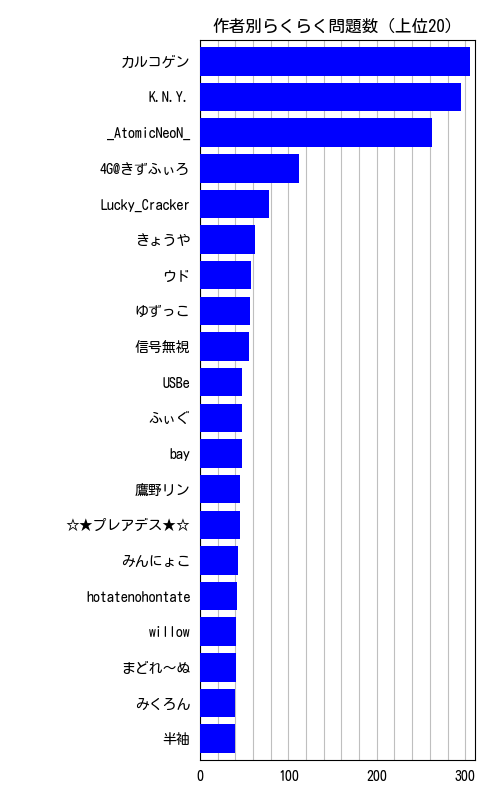 作者別らくらく問題数（上位20）
カルコゲン
K.N.Y.
_AtomicNeoN_
4G@きずふぃろ
Lucky_Cracker
きょうや
ウド
ゆずっこ
信号無視
USBe
ふぃぐ
bay
鷹野リン
☆★プレアデス★☆
みんにょこ
hotatenohontate
willow
まどれ～ぬ
みくろん
半袖
0 100 200 300